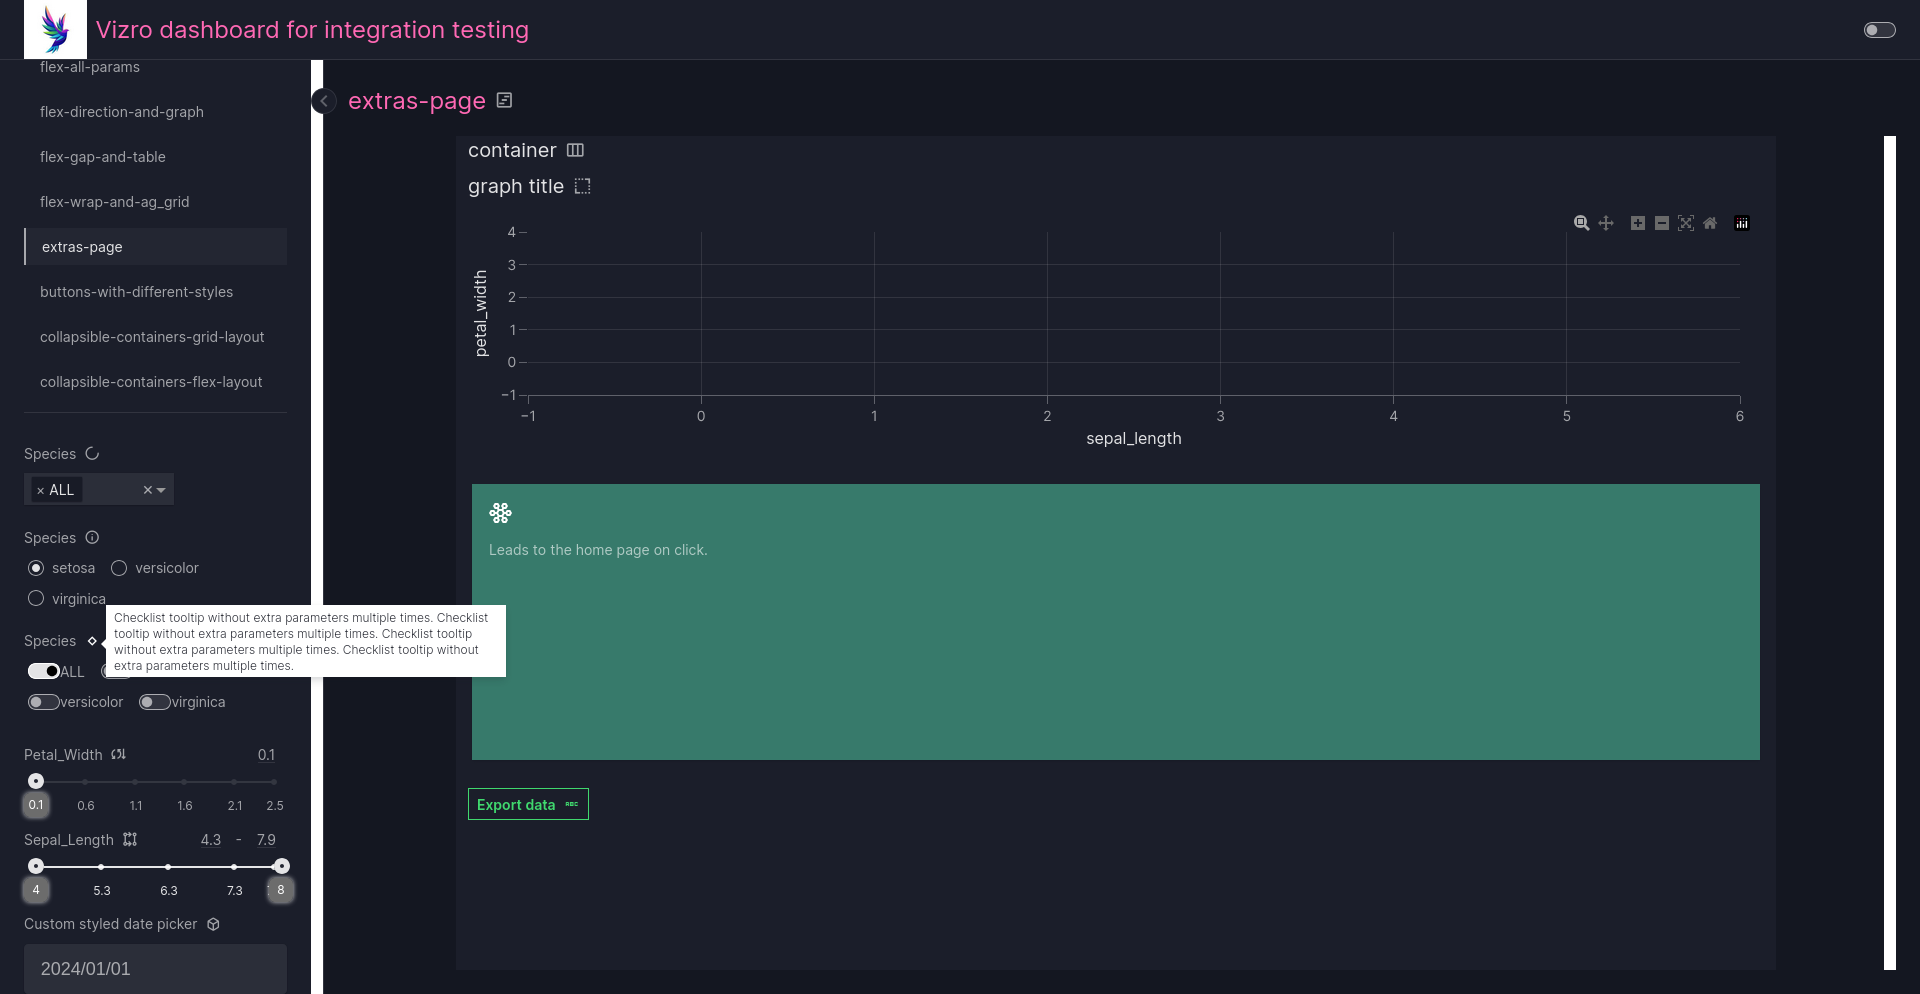 Vizro dashboard for integration testing
flex-all-params
flex-direction-and-graph
flex-gap-and-table
flex-wrap-and-ag_grid
extras-page
buttons-with-different-styles
collapsible-containers-grid-layout
collapsible-containers-flex-layout
Species
× ALL ×
Species
setosa versicolor
virginica
Species
Checklist tooltip without extra parameters multiple times. Checklist
tooltip without extra parameters multiple times. Checklist tooltip
without extra parameters multiple times. Checklist tooltip without
extra parameters multiple times.
ALL
versicolor virginica
Petal_Width 0.1
0.1 0.6 1.1 1.6 2.1 2.5
Sepal_Length 4.3 - 7.9
4 5.3 6.3 7.3 8
Custom styled date picker
2024/01/01
extras-page
container
graph title
petal_width
4
3
2
1
0
−1
−1 0 1 2 3 4 5 6
sepal_length
Leads to the home page on click.
Export data ABC